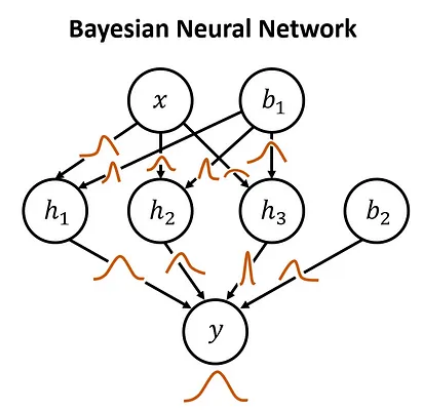 Bayesian Neural Network
x b₁
h₁ h₂ h₃ b₂
y